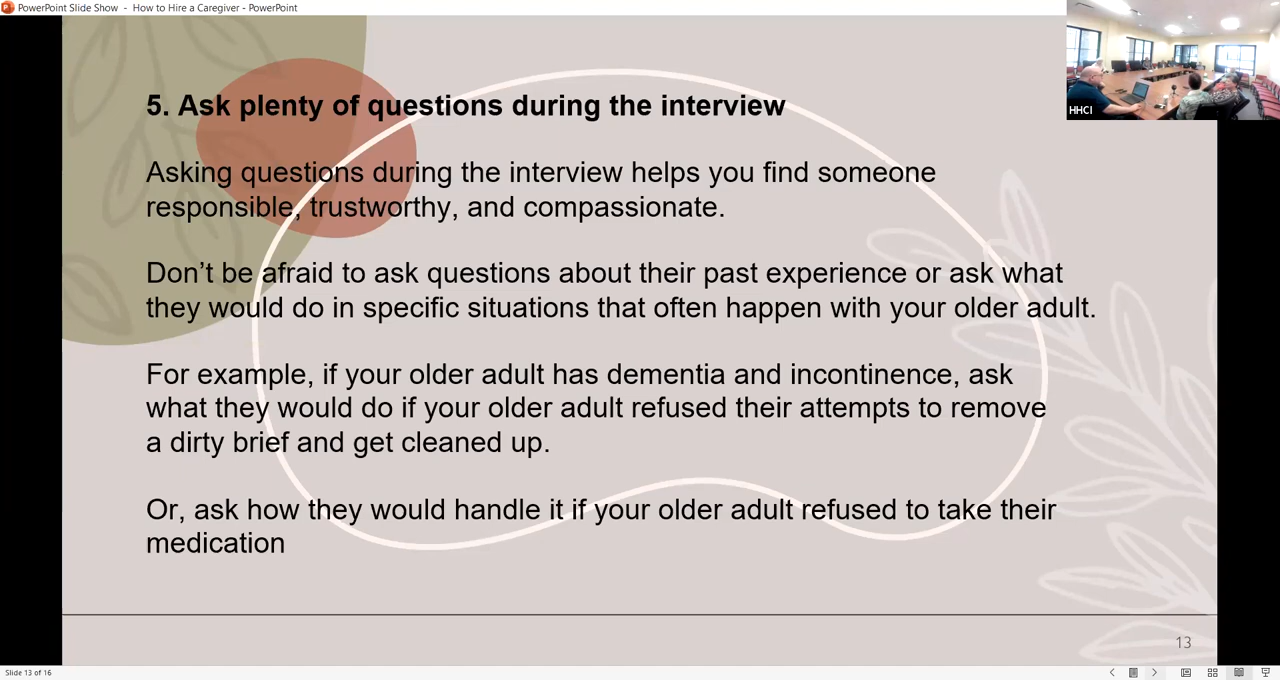 PowerPoint Slide Show - How to Hire a Caregiver - PowerPoint
HHCI
5. Ask plenty of questions during the interview
Asking questions during the interview helps you find someone
responsible, trustworthy, and compassionate.
Don’t be afraid to ask questions about their past experience or ask what
they would do in specific situations that often happen with your older adult.
For example, if your older adult has dementia and incontinence, ask
what they would do if your older adult refused their attempts to remove
a dirty brief and get cleaned up.
Or, ask how they would handle it if your older adult refused to take their
medication
13
Slide 13 of 16